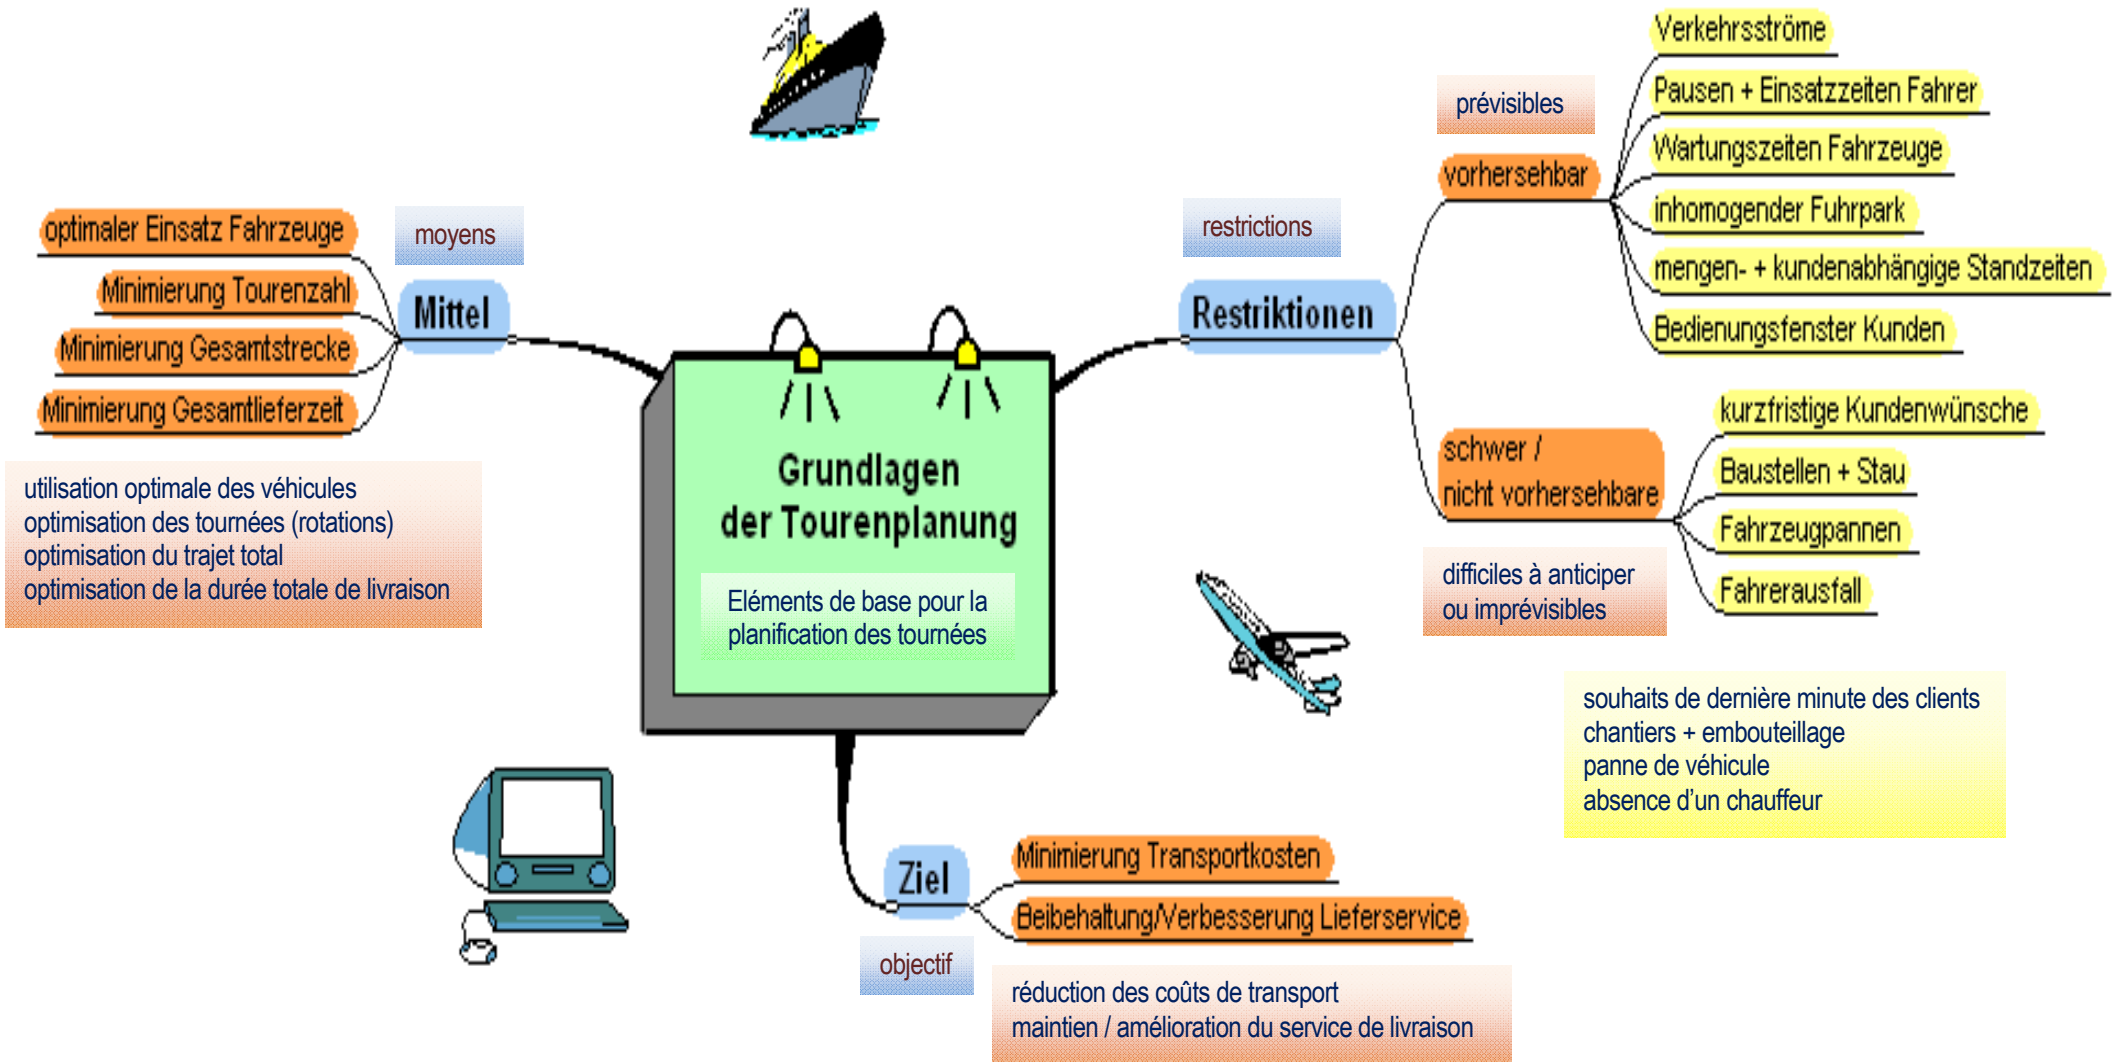 optimaler Einsatz Fahrzeuge
Minimierung Tourenzahl
Minimierung Gesamtstrecke
Minimierung Gesamtlieferzeit
moyens
Mittel
utilisation optimale des véhicules
optimisation des tournées (rotations)
optimisation du trajet total
optimisation de la durée totale de livraison
Grundlagen
der Tourenplanung
Eléments de base pour la
planification des tournées
restrictions
Restriktionen
prévisibles
vorhersehbar
Verkehrsströme
Pausen + Einsatzzeiten Fahrer
Wartungszeiten Fahrzeuge
inhomogender Fuhrpark
mengen- + kundenabhängige Standzeiten
Bedienungsfenster Kunden
schwer /
nicht vorhersehbare
difficiles à anticiper
ou imprévisibles
kurzfristige Kundenwünsche
Baustellen + Stau
Fahrzeugpannen
Fahrerausfall
souhaits de dernière minute des clients
chantiers + embouteillage
panne de véhicule
absence d'un chauffeur
Ziel
objectif
Minimierung Transportkosten
Beibehaltung/Verbesserung Lieferservice
réduction des coûts de transport
maintien / amélioration du service de livraison